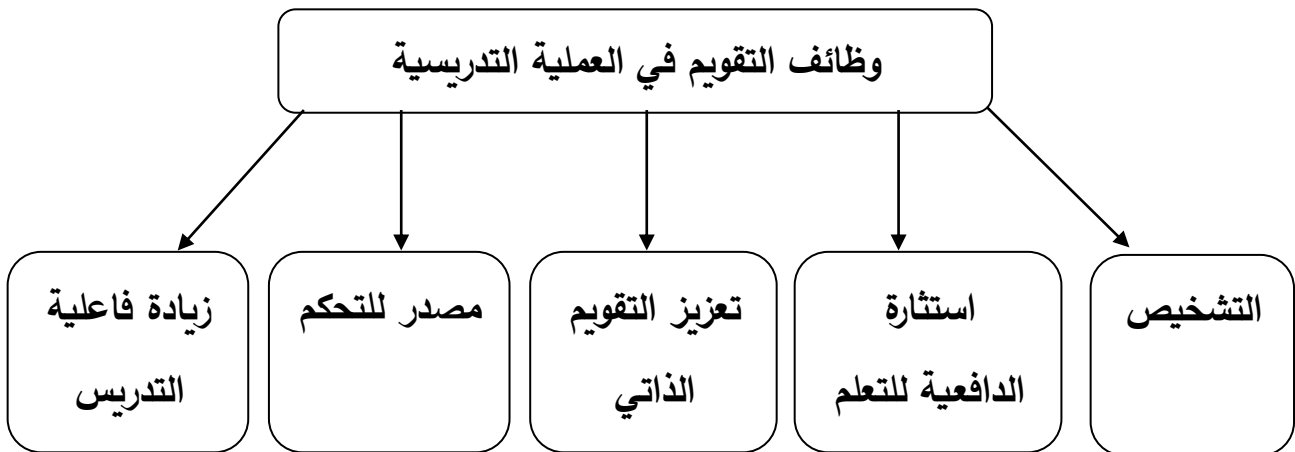 وظائف التقويم في العملية التدريسية
التشخيص
استثارة
الدافعية للتعلم
تعزيز التقويم
الذاتي
مصدر للتحكم
زيادة فاعلية
التدريس